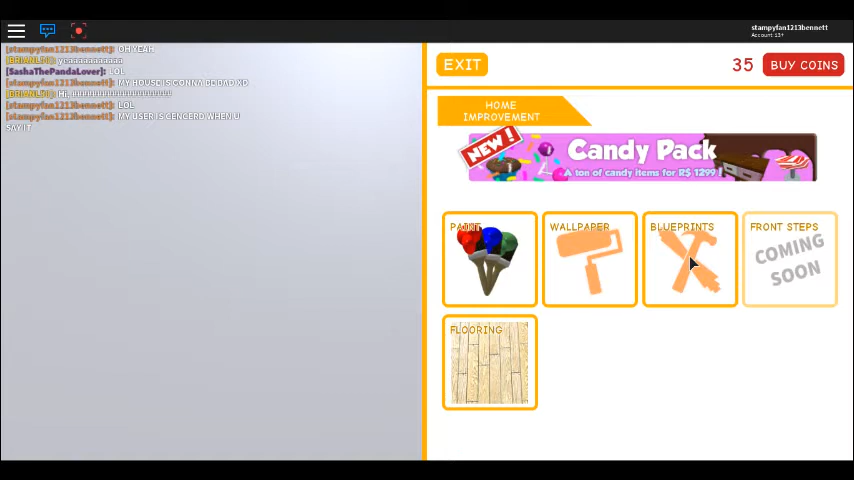 stampyfan1213bennett
Account: 13+
[stampyfan1213bennett]: OH YEAH
yeaaaaaaaaaaa
[SashaThePandaLover]: LOL
[stampyfan1213bennett]: MY HOUSE IS GONNA BE BAD XD
[stampyfan1213bennett]: LOL
[stampyfan1213bennett]: MY USER IS CENCERD WHEN U
SAY IT
EXIT
35
BUY COINS
HOME
IMPROVEMENT
NEW!
Candy Pack
A ton of candy items for R$ 1299!
PAINT
WALLPAPER
BLUEPRINTS
FRONT STEPS
COMING
SOON
FLOORING